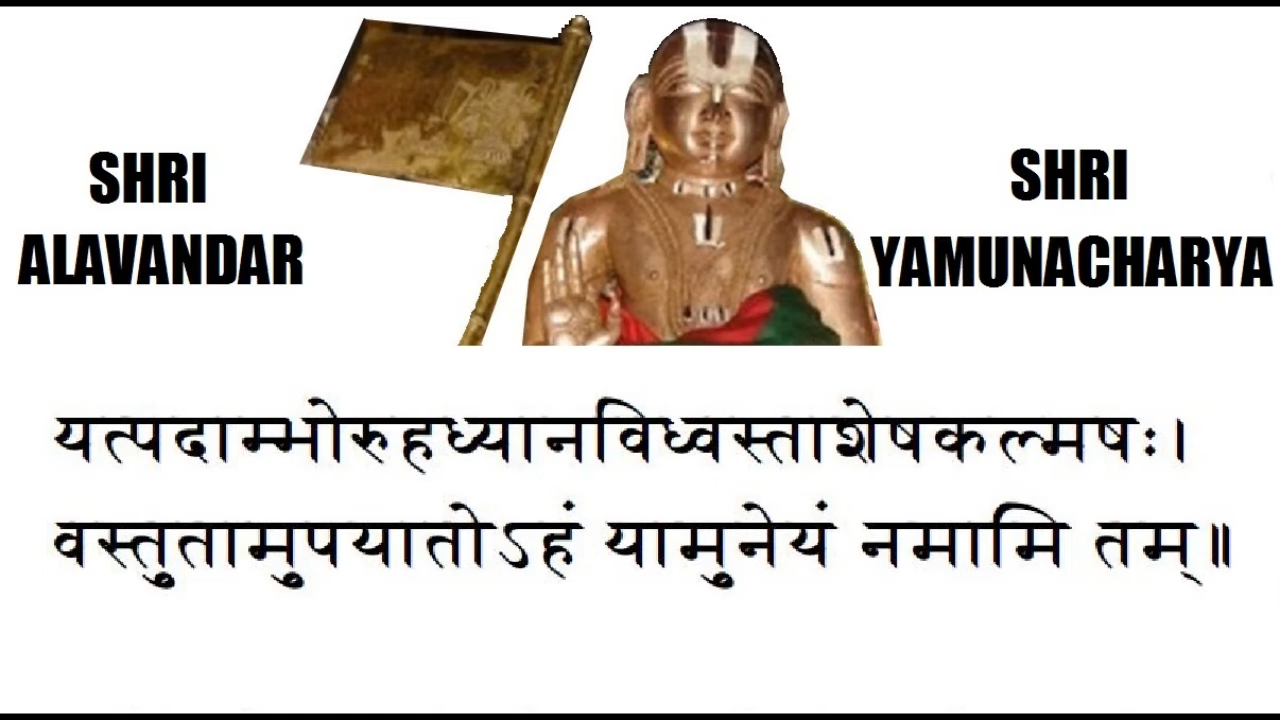 SHRI
ALAVANDAR
SHRI
YAMUNACHARYA
यत्पदाम्भोरुहध्यानविध्वस्ताशेषकल्मषः।
वस्तुतामुपयातोऽहं यामुनेयं नमामि तम्॥